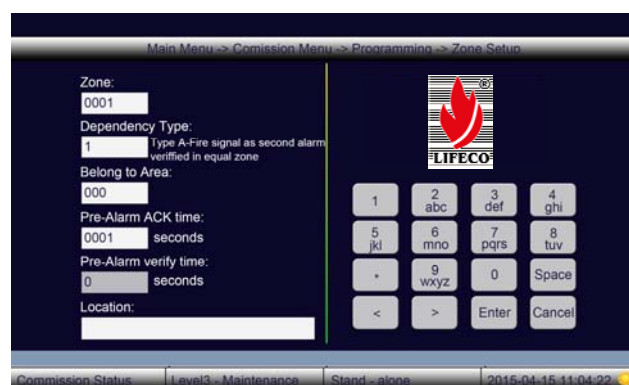 Main Menu -> Comission Menu -> Programming -> Zone Setup
Zone:
0001
Dependency Type:
1 Type A-Fire signal as second alarm
veriffied in equal zone
Belong to Area:
000
Pre-Alarm ACK time:
0001 seconds
Pre-Alarm verify time:
0 seconds
Location:
®
LIFECO
1 2 3 4
abc def ghi
5 6 7 8
jkl mno pqrs tuv
* 9 0 Space
wxyz
< > Enter Cancel
Commission Status Level3 - Maintenance Stand - alone 2015-04-15 11:04:22